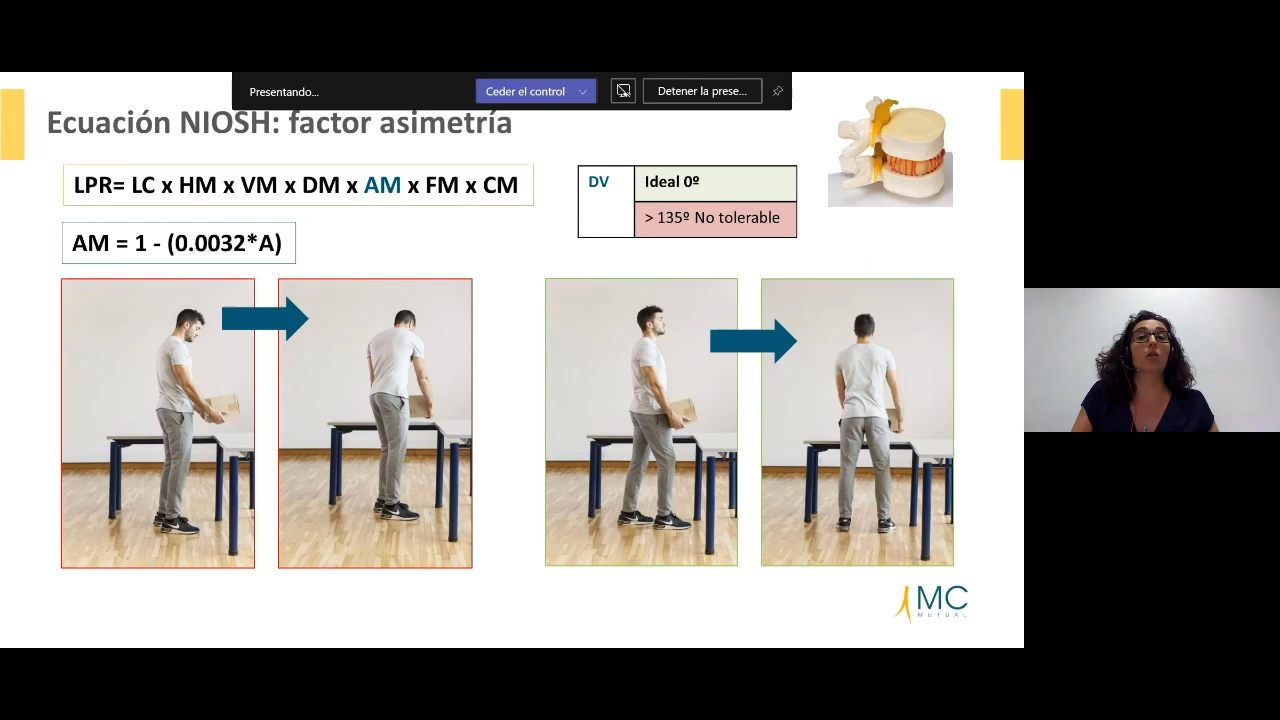 Presentando...
Ceder el control
Detener la prese...
Ecuación NIOSH: factor asimetría
LPR= LC x HM x VM x DM x AM x FM x CM
AM = 1 - (0.0032*A)
DV
Ideal 0º
> 135º No tolerable
MC
MUTUAL